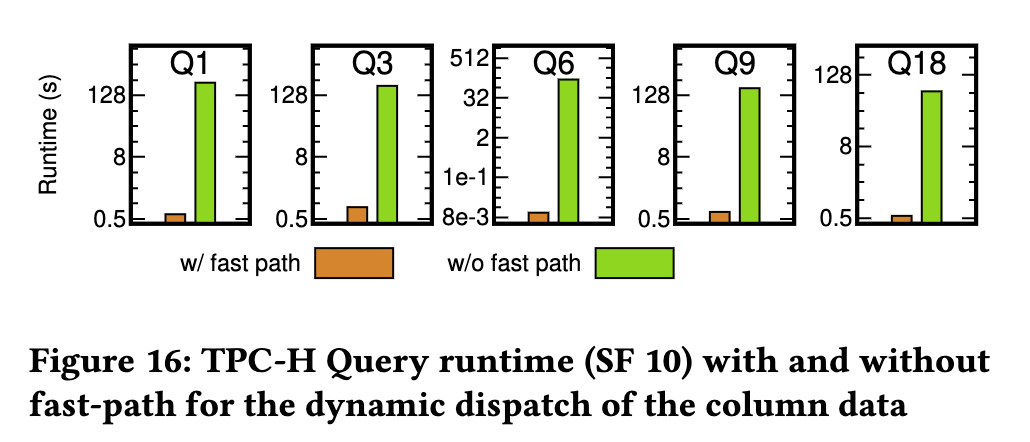 Q1 Q3 Q6 Q9 Q18
Runtime (s)
128
8
0.5
128
8
0.5
512
32
2
1e-1
8e-3
128
8
0.5
128
8
0.5
w/ fast path w/o fast path
Figure 16: TPC-H Query runtime (SF 10) with and without
fast-path for the dynamic dispatch of the column data